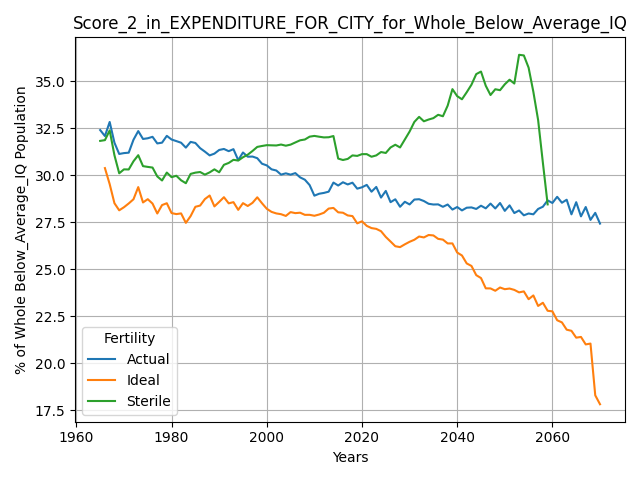 Score_2_in_EXPENDITURE_FOR_CITY_for_Whole_Below_Average_IQ
% of Whole Below_Average_IQ Population
35.0
32.5
30.0
27.5
25.0
22.5
20.0
17.5
Fertility
Actual
Ideal
Sterile
1960 1980 2000 2020 2040 2060
Years